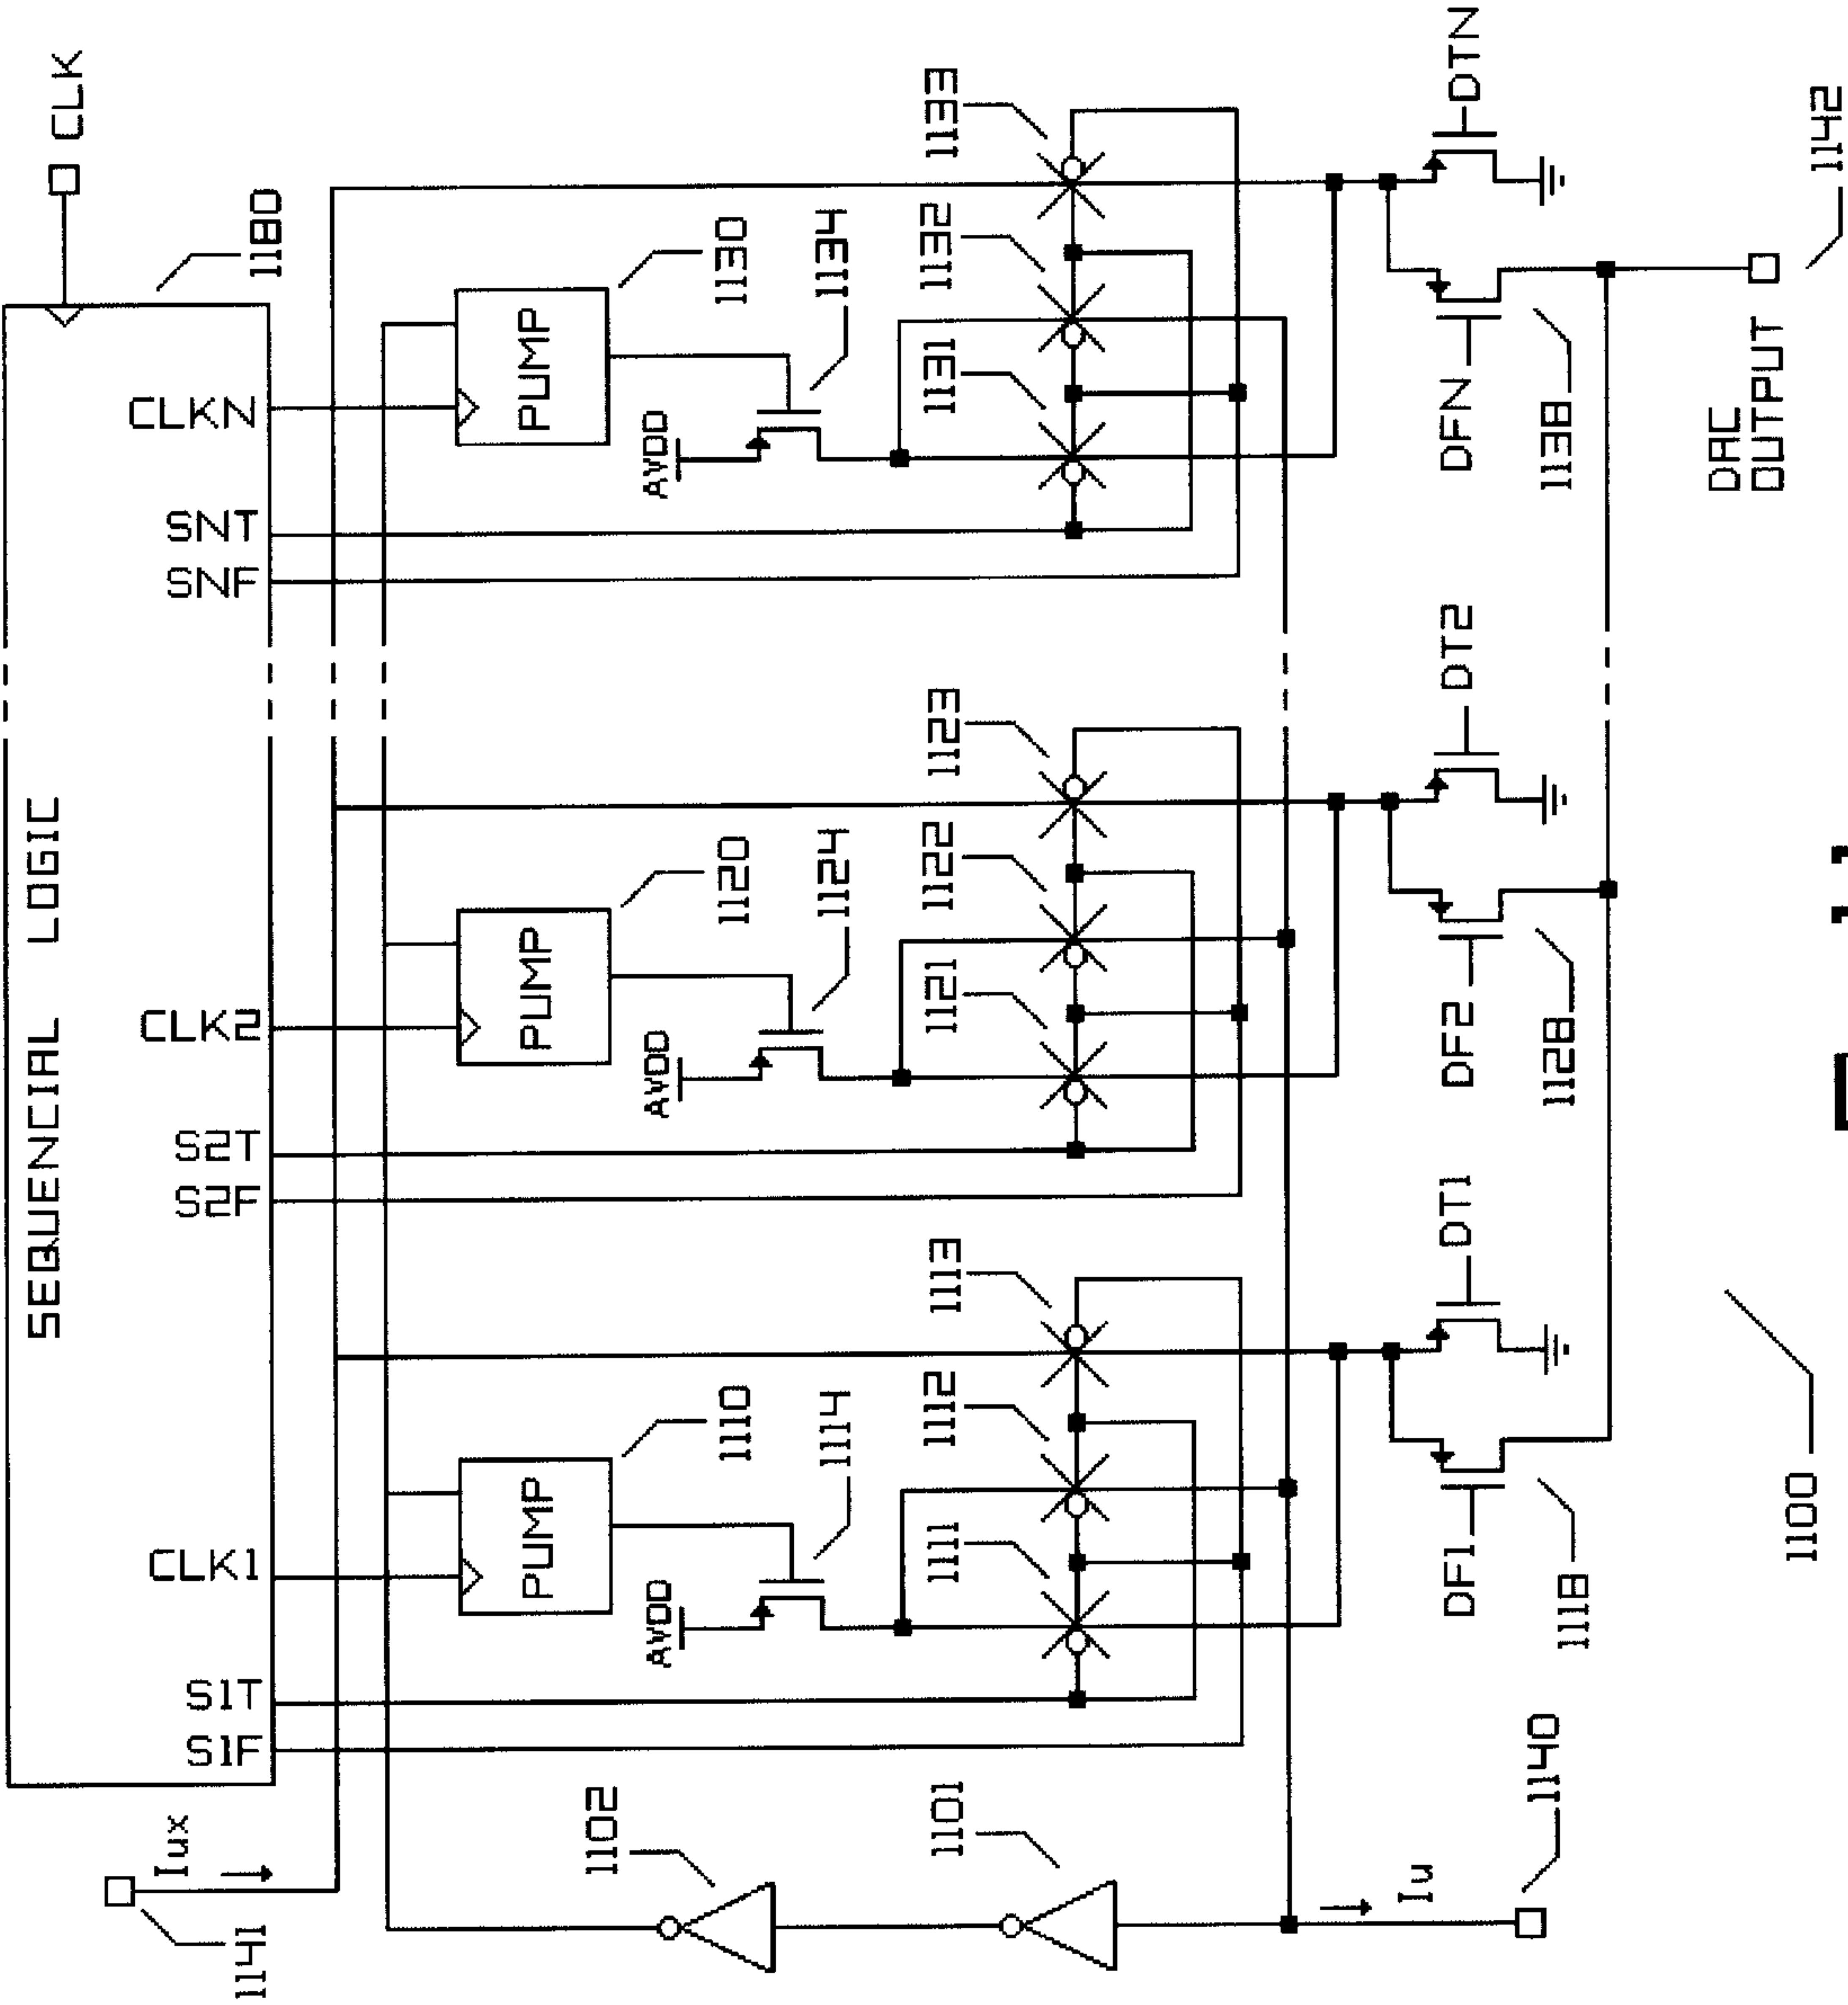 SEQUENCIAL LOGIC
CLK
1180
S1F
S1T
CLK1
S2F
S2T
CLK2
SNF
SNT
CLKN
1141
Iux
PUMP
1110
PUMP
1120
PUMP
1130
1102
AVDD
1114
AVDD
1124
AVDD
1134
1101
1111
1112
1113
1121
1122
1123
1131
1132
1133
Iu
1140
DF1
DT1
DF2
DT2
DFN
DTN
1118
1128
1138
1100
DAC
OUTPUT
1142